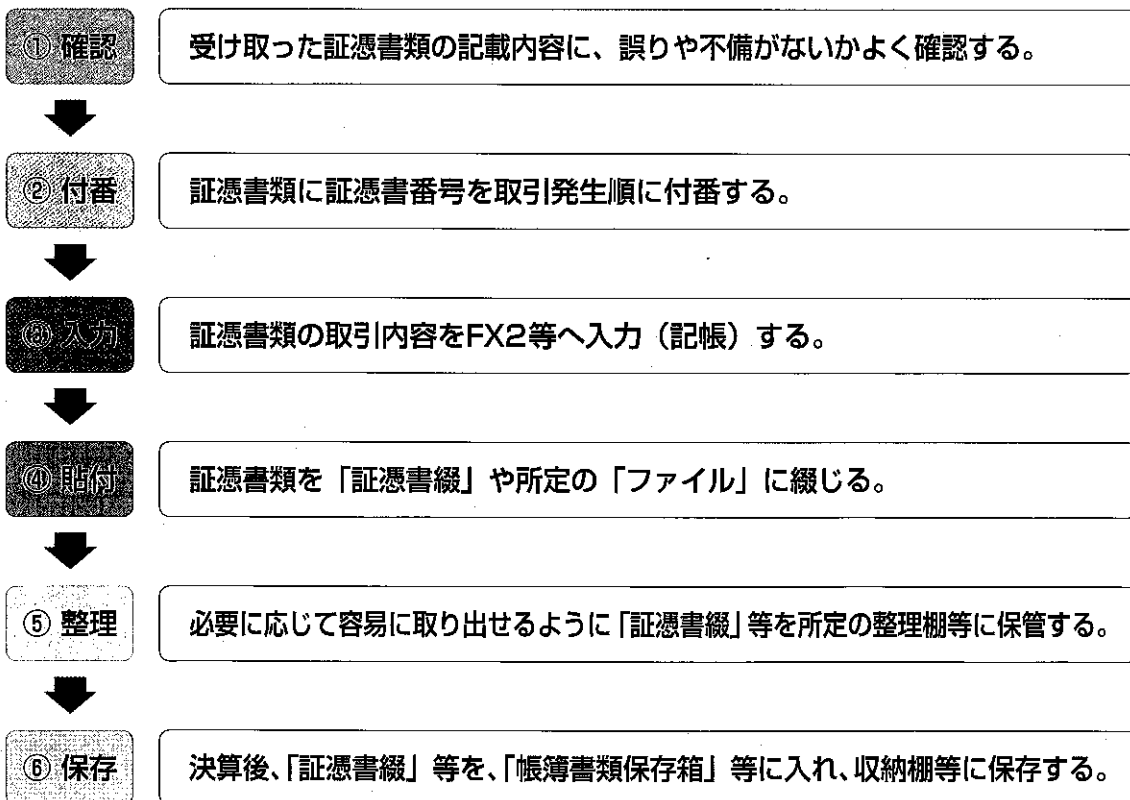 ① 確認
受け取った証憑書類の記載内容に、誤りや不備がないかよく確認する。
② 付番
証憑書類に証憑書番号を取引発生順に付番する。
③ 入力
証憑書類の取引内容をFX2等へ入力（記帳）する。
④ 貼付
証憑書類を「証憑書綴」や所定の「ファイル」に綴じる。
⑤ 整理
必要に応じて容易に取り出せるように「証憑書綴」等を所定の整理棚等に保管する。
⑥ 保存
決算後、「証憑書綴」等を、「帳簿書類保存箱」等に入れ、収納棚等に保存する。